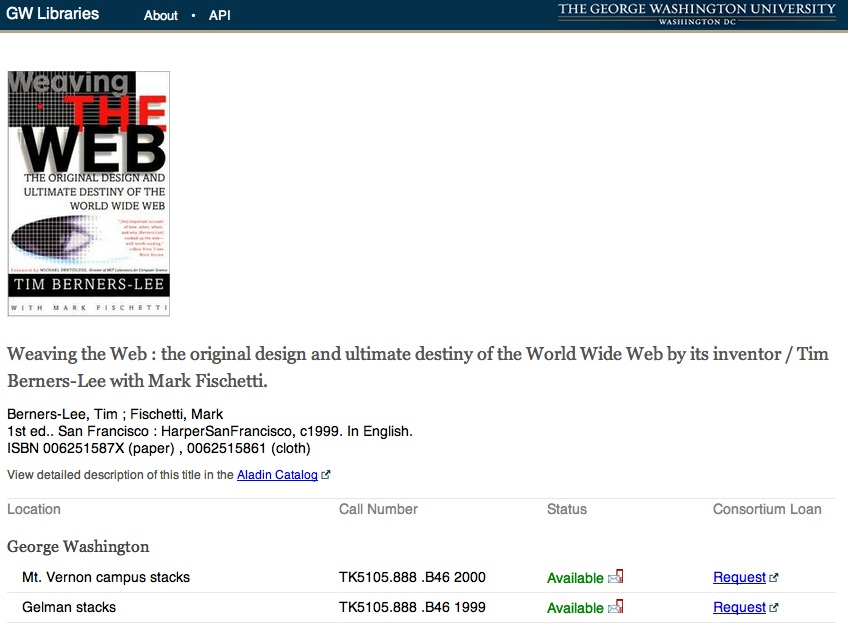 GW Libraries About • API THE GEORGE WASHINGTON UNIVERSITY
WASHINGTON DC
Weaving
THE
WEB
THE ORIGINAL DESIGN AND
ULTIMATE DESTINY OF THE
WORLD WIDE WEB
Foreword by MICHAEL DERTOUZOS, Director of MIT Laboratory for Computer Science
TIM BERNERS-LEE
WITH MARK FISCHETTI
Weaving the Web : the original design and ultimate destiny of the World Wide Web by its inventor / Tim
Berners-Lee with Mark Fischetti.
Berners-Lee, Tim ; Fischetti, Mark
1st ed.. San Francisco : HarperSanFrancisco, c1999. In English.
ISBN 006251587X (paper) , 0062515861 (cloth)
View detailed description of this title in the Aladin Catalog
Location Call Number Status Consortium Loan
George Washington
Mt. Vernon campus stacks TK5105.888 .B46 2000 Available Request
Gelman stacks TK5105.888 .B46 1999 Available Request